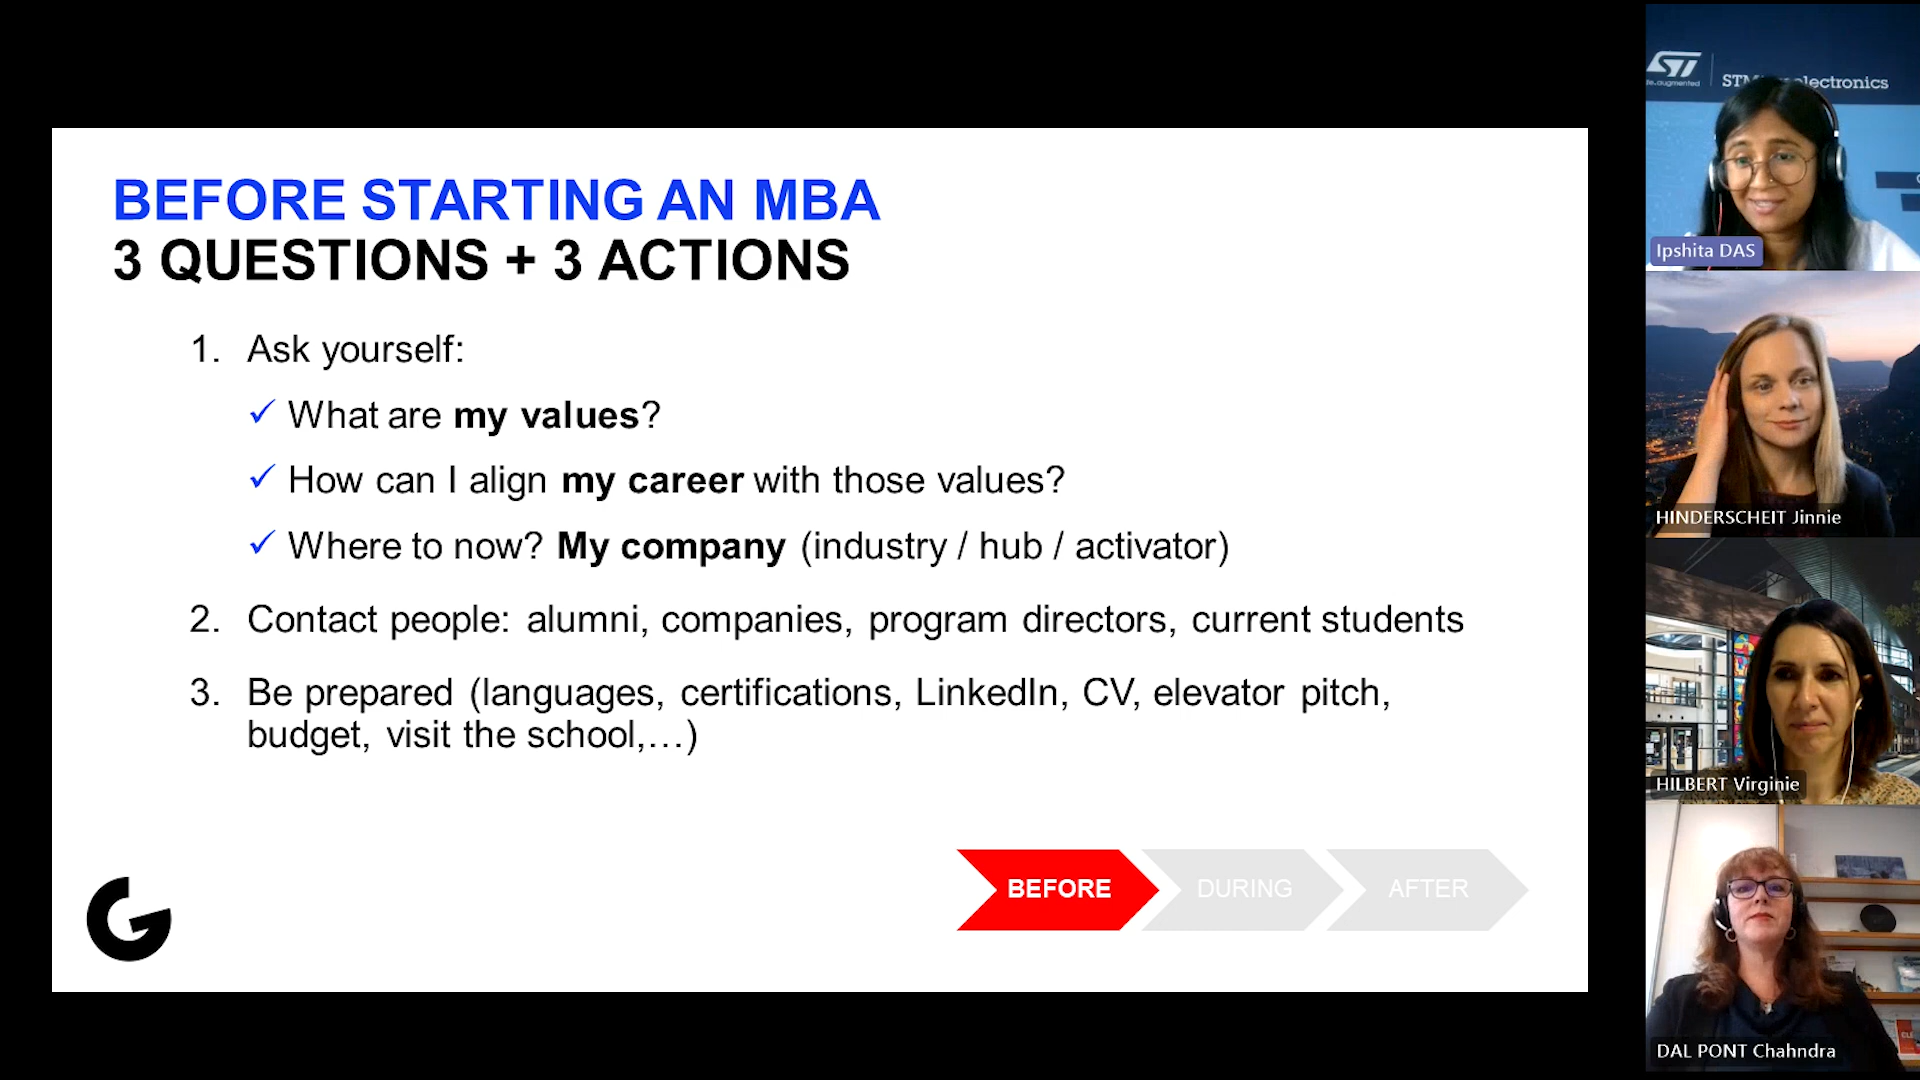 BEFORE STARTING AN MBA
3 QUESTIONS + 3 ACTIONS
1. Ask yourself:
✓ What are my values?
✓ How can I align my career with those values?
✓ Where to now? My company (industry / hub / activator)
2. Contact people: alumni, companies, program directors, current students
3. Be prepared (languages, certifications, LinkedIn, CV, elevator pitch,
budget, visit the school,…)
BEFORE
DURING
AFTER
ST
Ipshita DAS
HINDERSCHEIT Jinnie
HILBERT Virginie
DAL PONT Chahndra